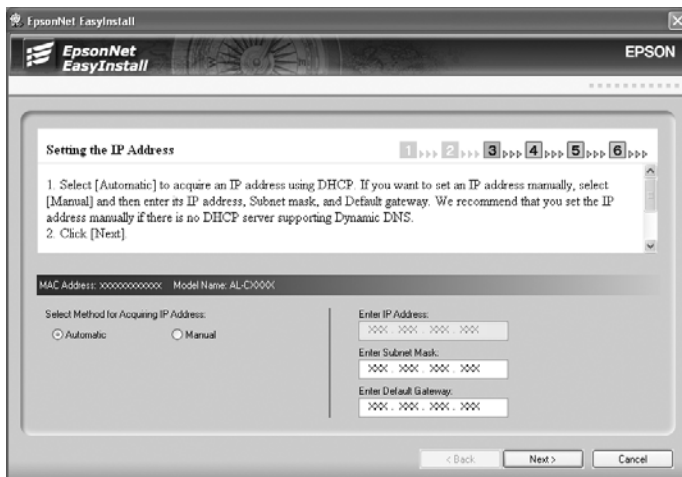 EpsonNet EasyInstall
EpsonNet
EasyInstall
EPSON
Setting the IP Address
1 2 3 4 5 6
1. Select [Automatic] to acquire an IP address using DHCP. If you want to set an IP address manually, select
[Manual] and then enter its IP address, Subnet mask, and Default gateway. We recommend that you set the IP
address manually if there is no DHCP server supporting Dynamic DNS.
2. Click [Next].
MAC Address: xxxxxxxxxxxx Model Name: AL-CXXXX
Select Method for Acquiring IP Address:
Automatic
Manual
Enter IP Address:
XXX . XXX . XXX . XXX
Enter Subnet Mask:
XXX . XXX . XXX . XXX
Enter Default Gateway:
XXX . XXX . XXX . XXX
< Back
Next >
Cancel